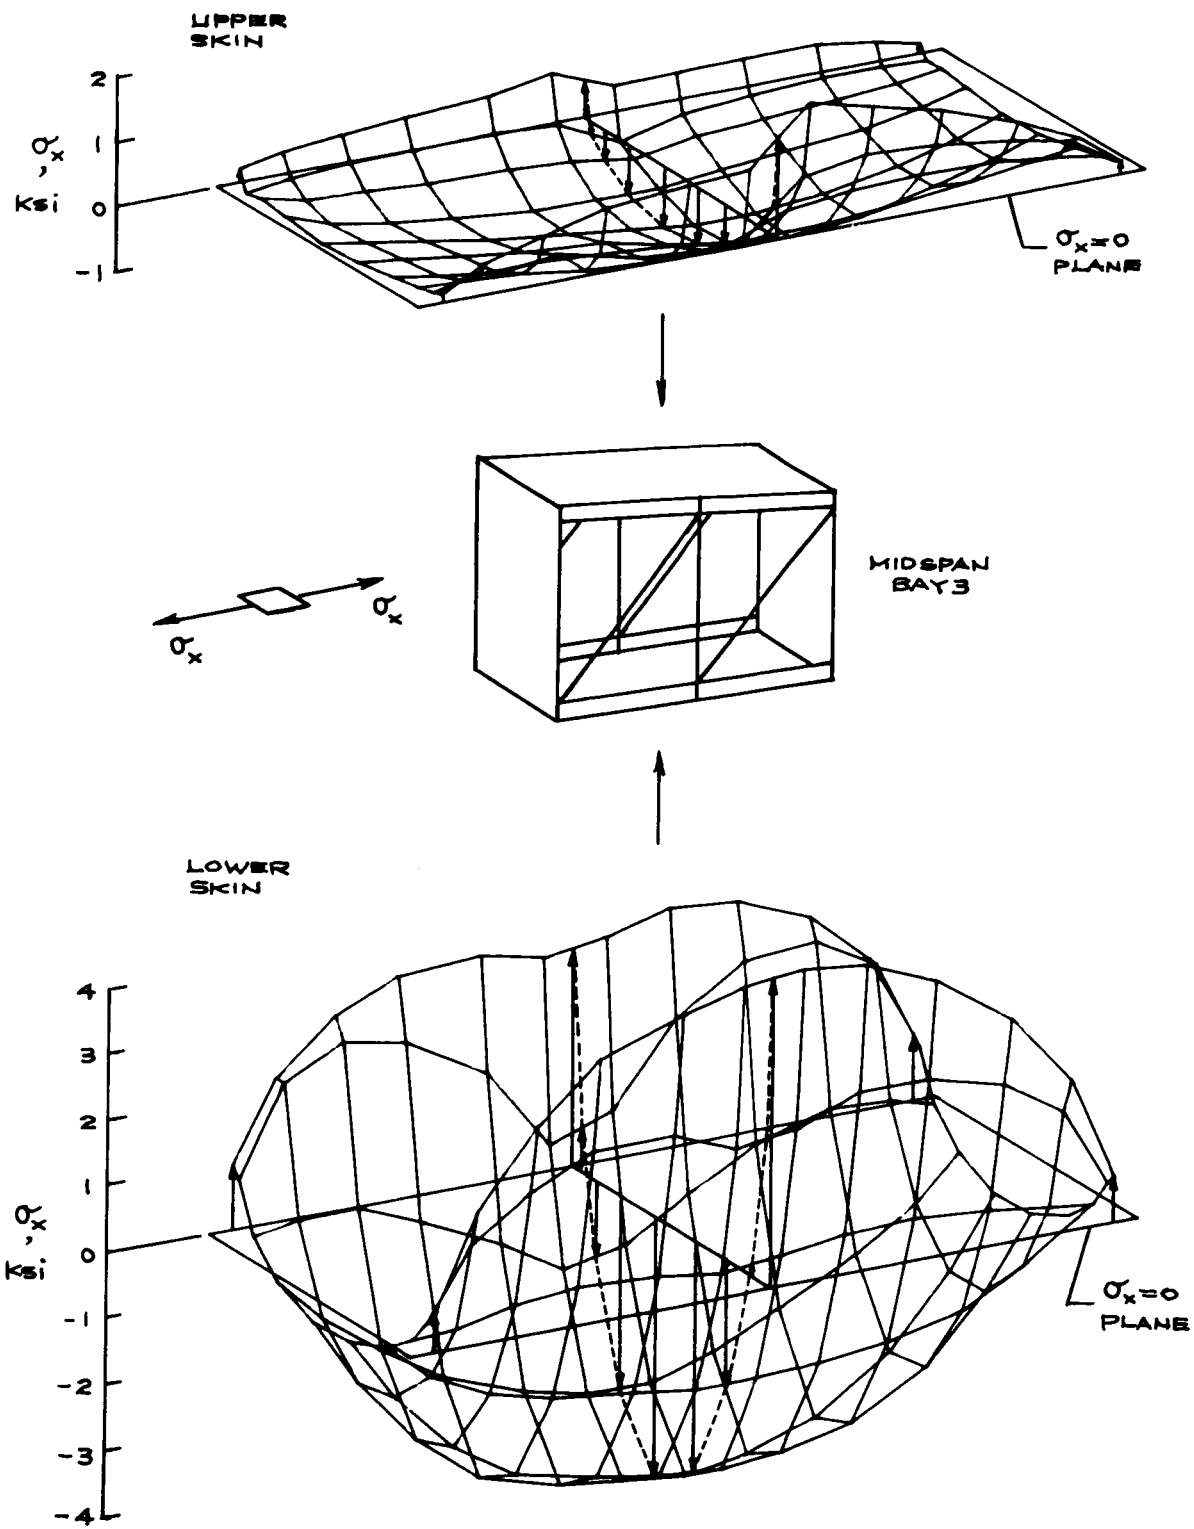 UPPER
SKIN
2
1
0
-1
σx,
Ksi
σx=0
PLANE
MIDSPAN
BAY 3
σx
σx
LOWER
SKIN
4
3
2
1
0
-1
-2
-3
-4
σx,
Ksi
σx=0
PLANE